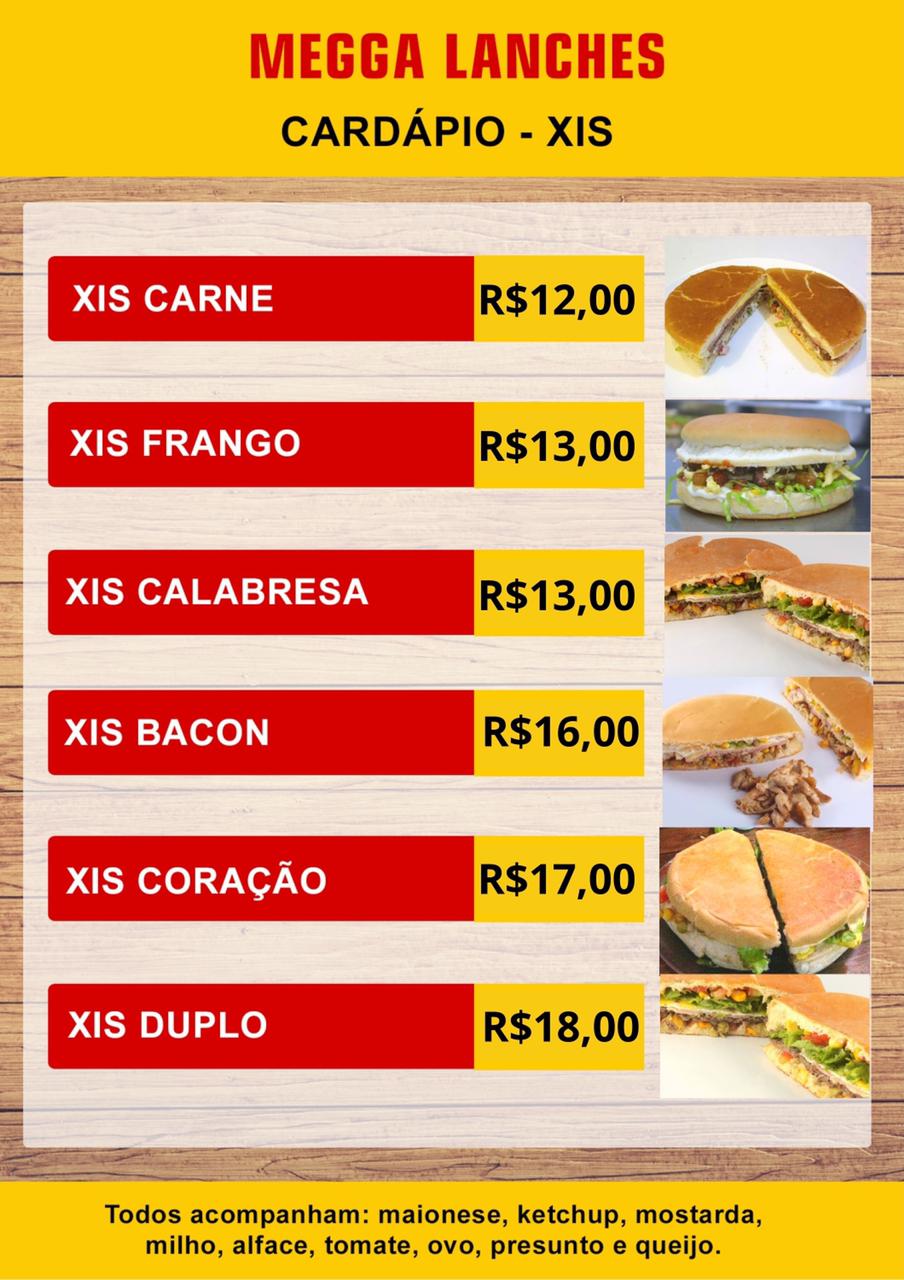 MEGGA LANCHES
CARDÁPIO - XIS
XIS CARNE R$12,00
XIS FRANGO R$13,00
XIS CALABRESA R$13,00
XIS BACON R$16,00
XIS CORAÇÃO R$17,00
XIS DUPLO R$18,00
Todos acompanham: maionese, ketchup, mostarda,
milho, alface, tomate, ovo, presunto e queijo.